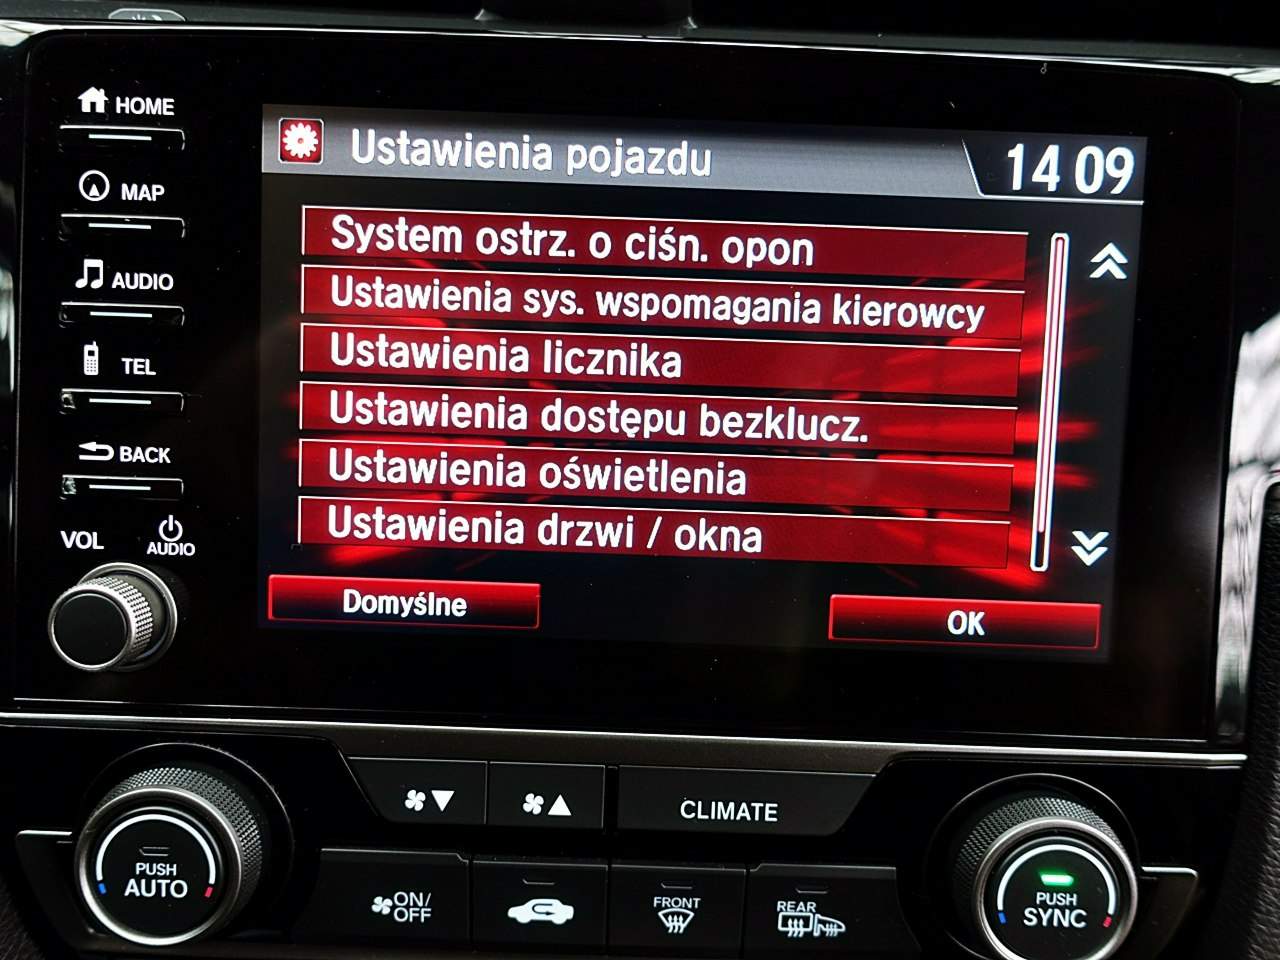 HOME
MAP
AUDIO
TEL
BACK
VOL
AUDIO
Ustawienia pojazdu
14 09
System ostrz. o ciśn. opon
Ustawienia sys. wspomagania kierowcy
Ustawienia licznika
Ustawienia dostępu bezklucz.
Ustawienia oświetlenia
Ustawienia drzwi / okna
Domyślne
OK
CLIMATE
PUSH
AUTO
ON/
OFF
FRONT
REAR
PUSH
SYNC